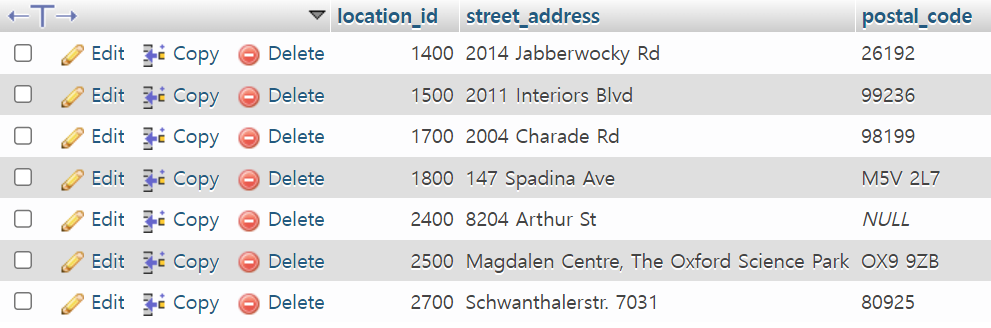 location_id street_address postal_code
Edit Copy Delete 1400 2014 Jabberwocky Rd 26192
Edit Copy Delete 1500 2011 Interiors Blvd 99236
Edit Copy Delete 1700 2004 Charade Rd 98199
Edit Copy Delete 1800 147 Spadina Ave M5V 2L7
Edit Copy Delete 2400 8204 Arthur St NULL
Edit Copy Delete 2500 Magdalen Centre, The Oxford Science Park OX9 9ZB
Edit Copy Delete 2700 Schwanthalerstr. 7031 80925